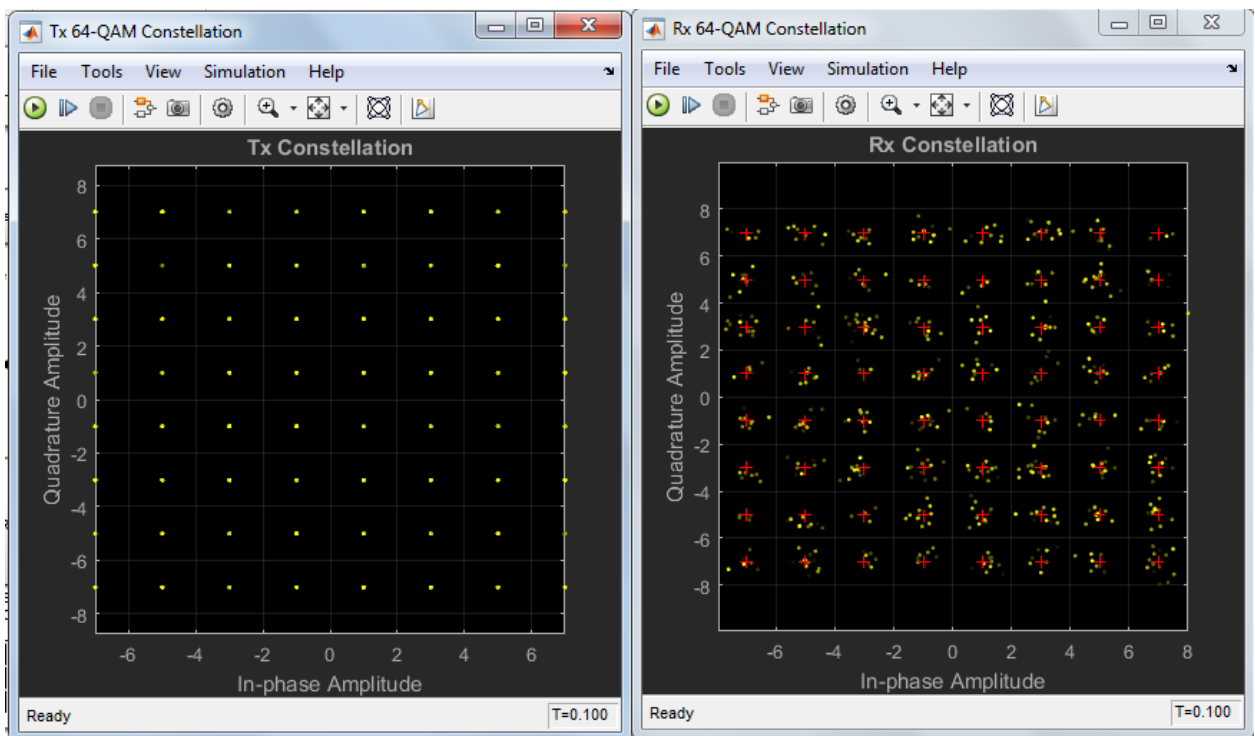 Tx 64-QAM Constellation
File Tools View Simulation Help
Tx Constellation
Quadrature Amplitude
8
6
4
2
0
-2
-4
-6
-8
-6 -4 -2 0 2 4 6
In-phase Amplitude
Ready T=0.100
Rx 64-QAM Constellation
File Tools View Simulation Help
Rx Constellation
Quadrature Amplitude
8
6
4
2
0
-2
-4
-6
-8
-6 -4 -2 0 2 4 6 8
In-phase Amplitude
Ready T=0.100